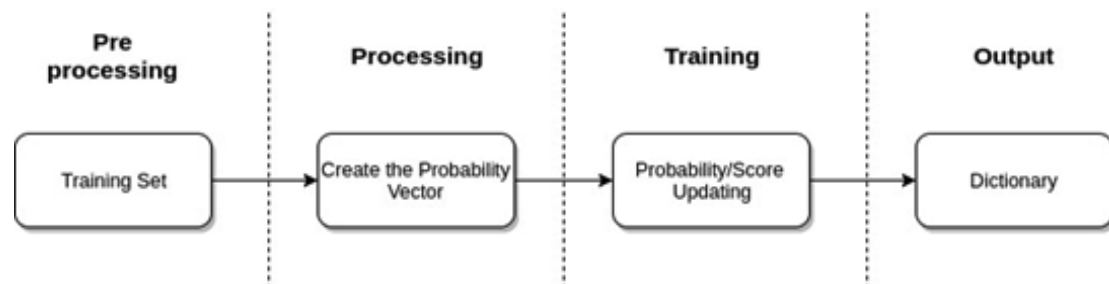 Pre
processing
Processing
Training
Output
Training Set
Create the Probability
Vector
Probability/Score
Updating
Dictionary